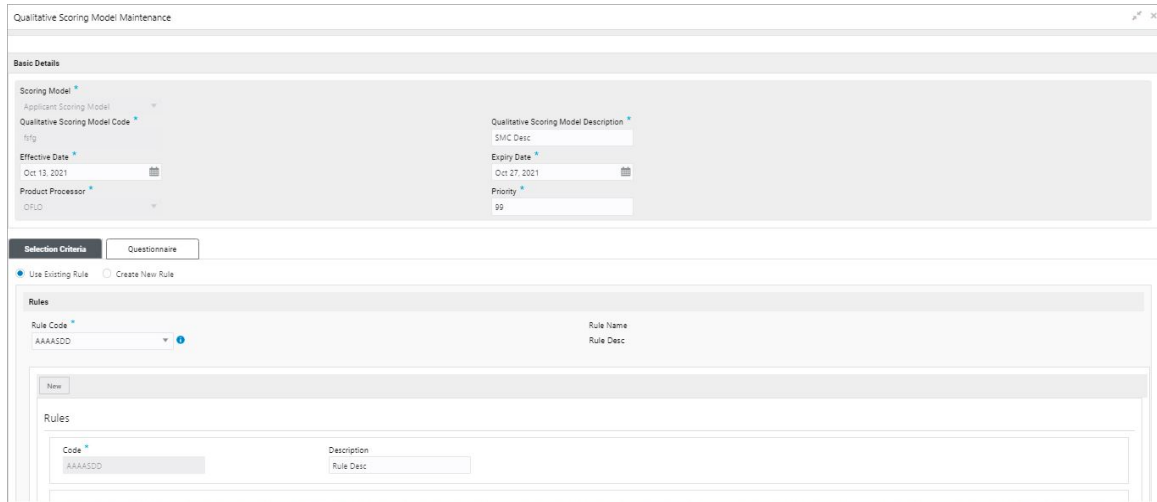 Qualitative Scoring Model Maintenance
Basic Details
Scoring Model *
Applicant Scoring Model
Qualitative Scoring Model Code * Qualitative Scoring Model Description *
fsfg SMC Desc
Effective Date * Expiry Date *
Oct 13, 2021 Oct 27, 2021
Product Processor * Priority *
OFLO 99
Selection Criteria Questionnaire
Use Existing Rule Create New Rule
Rules
Rule Code * Rule Name
AAAASDD Rule Desc
New
Rules
Code * Description
AAAASDD Rule Desc